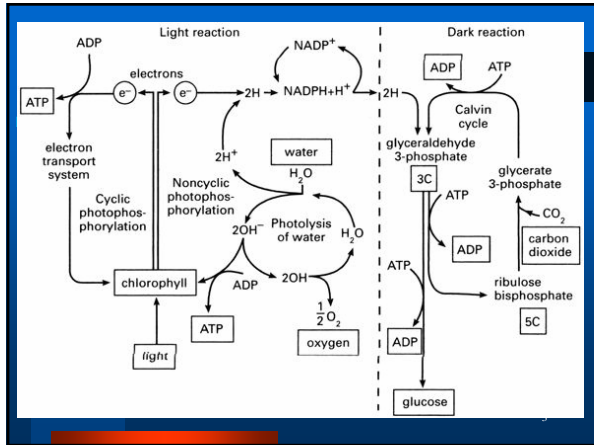 Light reaction
Dark reaction
ADP
NADP⁺
ADP
ATP
electrons
ATP
e⁻
e⁻
2H
NADPH+H⁺
2H
Calvin
cycle
electron
transport
system
2H⁺
water
H₂O
glyceraldehyde
3-phosphate
3C
glycerate
3-phosphate
Cyclic
photophos-
phorylation
Noncyclic
photophos-
phorylation
Photolysis
of water
2OH⁻
H₂O
ATP
CO₂
carbon
dioxide
ADP
chlorophyll
ADP
2OH
ATP
ribulose
bisphosphate
5C
ATP
½O₂
oxygen
ADP
light
glucose